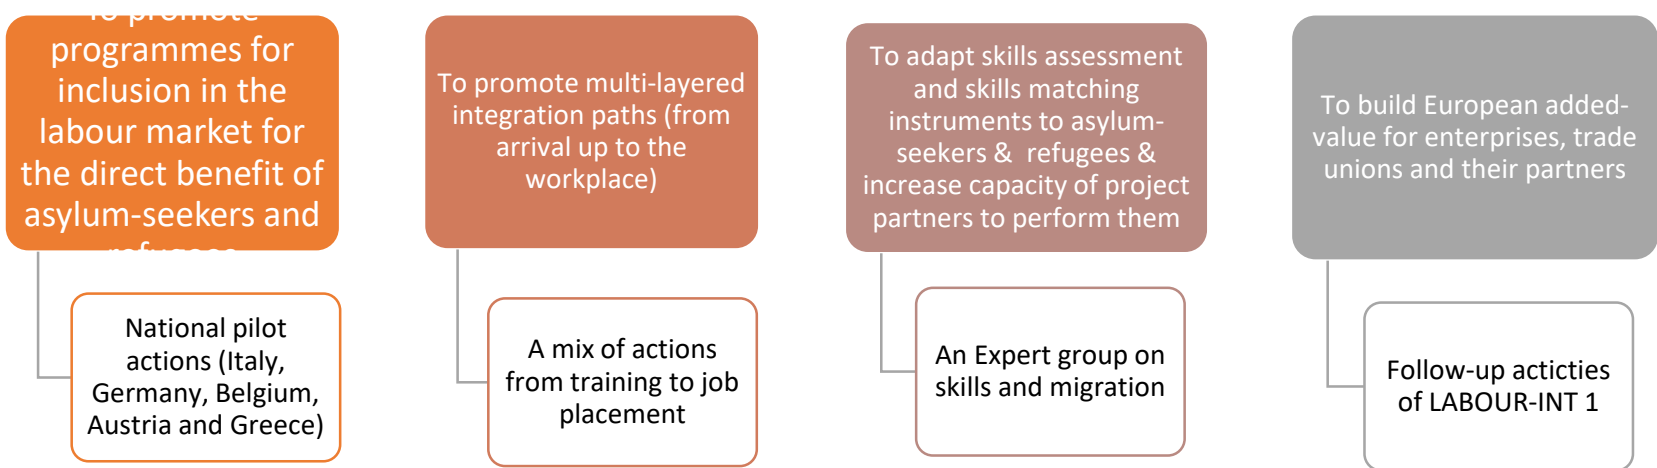 To promote
programmes for
inclusion in the
labour market for
the direct benefit of
asylum-seekers and
refugees
National pilot
actions (Italy,
Germany, Belgium,
Austria and Greece)
To promote multi-layered
integration paths (from
arrival up to the
workplace)
A mix of actions
from training to job
placement
To adapt skills assessment
and skills matching
instruments to asylum-
seekers & refugees &
increase capacity of project
partners to perform them
An Expert group on
skills and migration
To build European added-
value for enterprises, trade
unions and their partners
Follow-up acticties
of LABOUR-INT 1